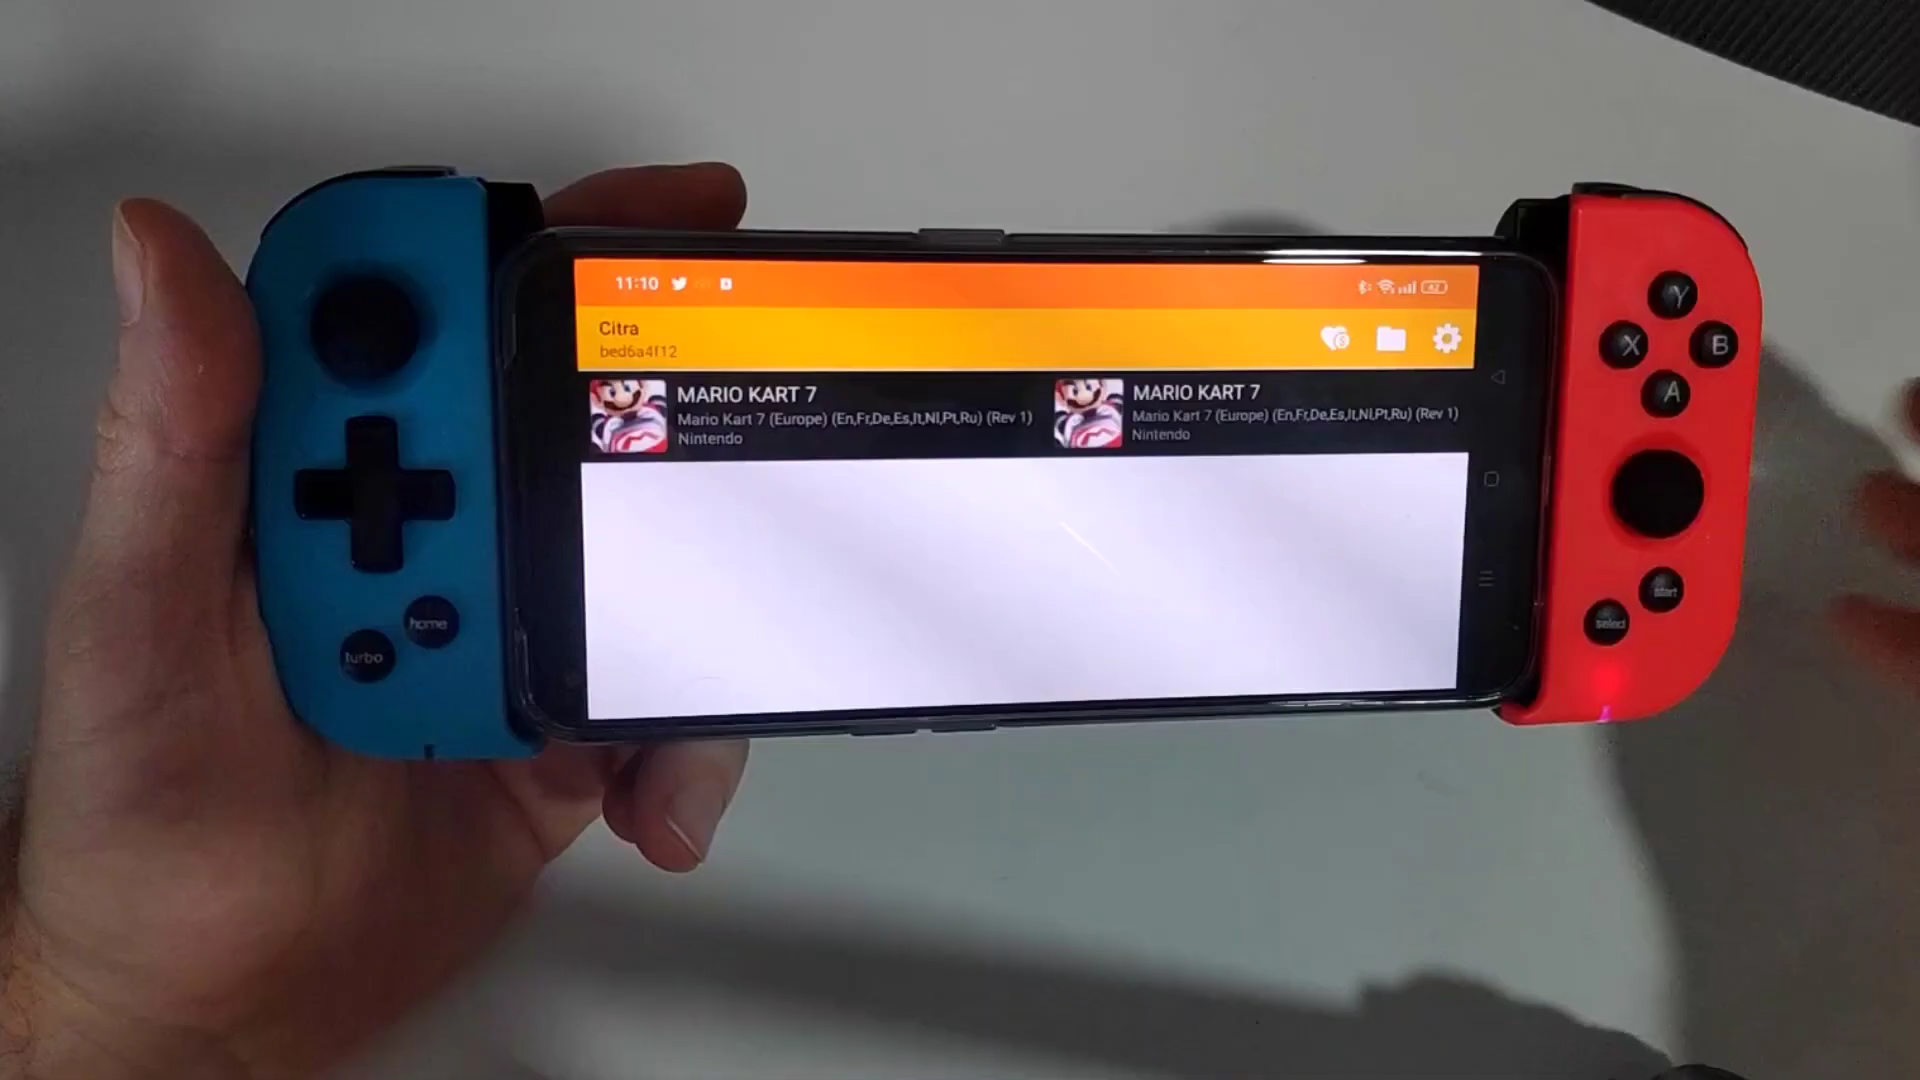 11:10
42
Citra
bed6a4f12
MARIO KART 7
Mario Kart 7 (Europe) (En,Fr,De,Es,It,Nl,Pt,Ru) (Rev 1)
Nintendo
MARIO KART 7
Mario Kart 7 (Europe) (En,Fr,De,Es,It,Nl,Pt,Ru) (Rev 1)
Nintendo
Y
X
B
A
home
turbo
start
select